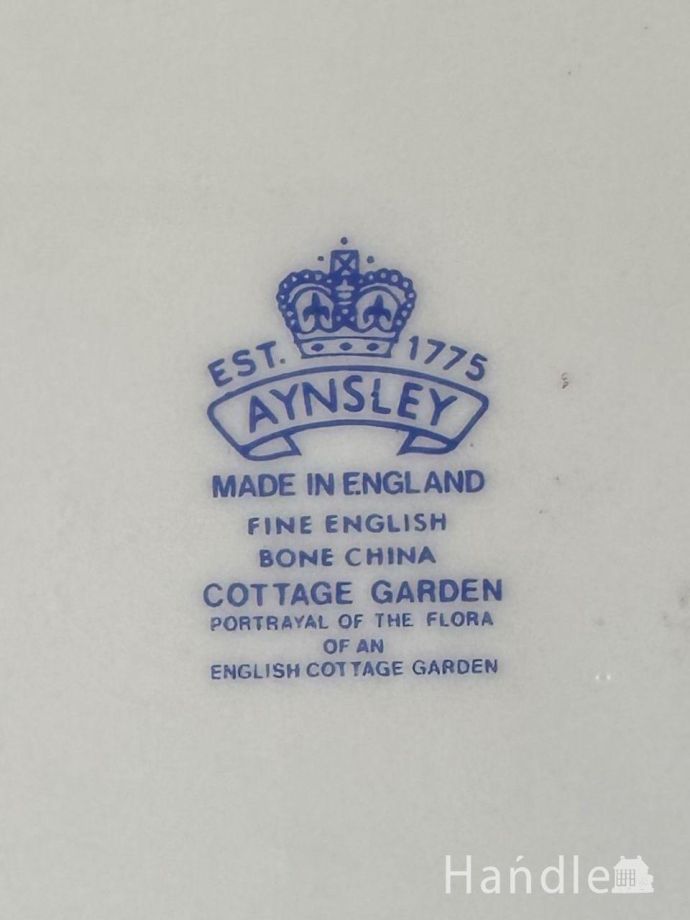 EST. 1775
AYNSLEY
MADE IN ENGLAND
FINE ENGLISH
BONE CHINA
COTTAGE GARDEN
PORTRAYAL OF THE FLORA
OF AN
ENGLISH COTTAGE GARDEN
Handle